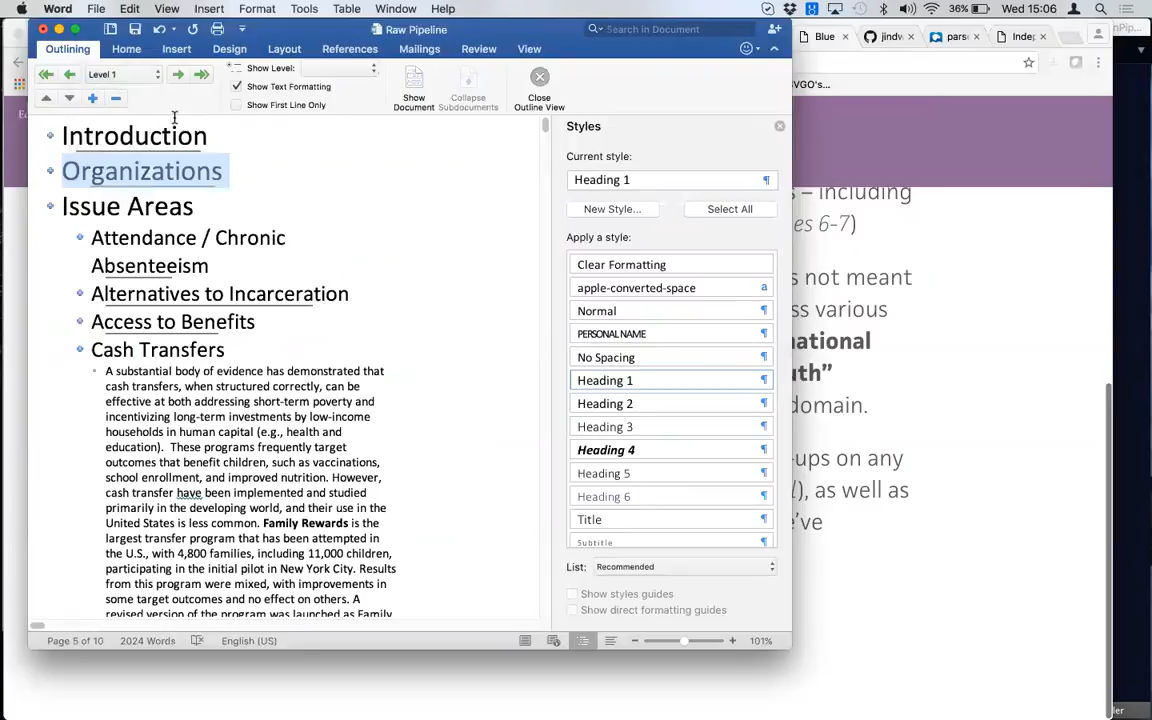 Word File Edit View Insert Format Tools Table Window Help 36% Wed 15:06
Raw Pipeline Search in Document
Outlining Home Insert Design Layout References Mailings Review View
Level 1
Show Level:
Show Text Formatting
Show First Line Only
Show Document
Collapse Subdocuments
Close Outline View
Introduction
Organizations
Issue Areas
Attendance / Chronic
Absenteeism
Alternatives to Incarceration
Access to Benefits
Cash Transfers
A substantial body of evidence has demonstrated that
cash transfers, when structured correctly, can be
effective at both addressing short-term poverty and
incentivizing long-term investments by low-income
households in human capital (e.g., health and
education). These programs frequently target
outcomes that benefit children, such as vaccinations,
school enrollment, and improved nutrition. However,
cash transfer have been implemented and studied
primarily in the developing world, and their use in the
United States is less common. Family Rewards is the
largest transfer program that has been attempted in
the U.S., with 4,800 families, including 11,000 children,
participating in the initial pilot in New York City. Results
from this program were mixed, with improvements in
some target outcomes and no effect on others. A
revised version of the program was launched as Family
Styles
Current style:
Heading 1
New Style...
Select All
Apply a style:
Clear Formatting
apple-converted-space a
Normal
PERSONAL NAME
No Spacing
Heading 1
Heading 2
Heading 3
Heading 4
Heading 5
Heading 6
Title
Subtitle
List: Recommended
Show styles guides
Show direct formatting guides
Page 5 of 10 2024 Words English (US) 101%
Blue
jindw
pars
Indep
VGO's...
s – including
es 6-7)
s not meant
ss various
national
uth”
domain.
-ups on any
), as well as
e've